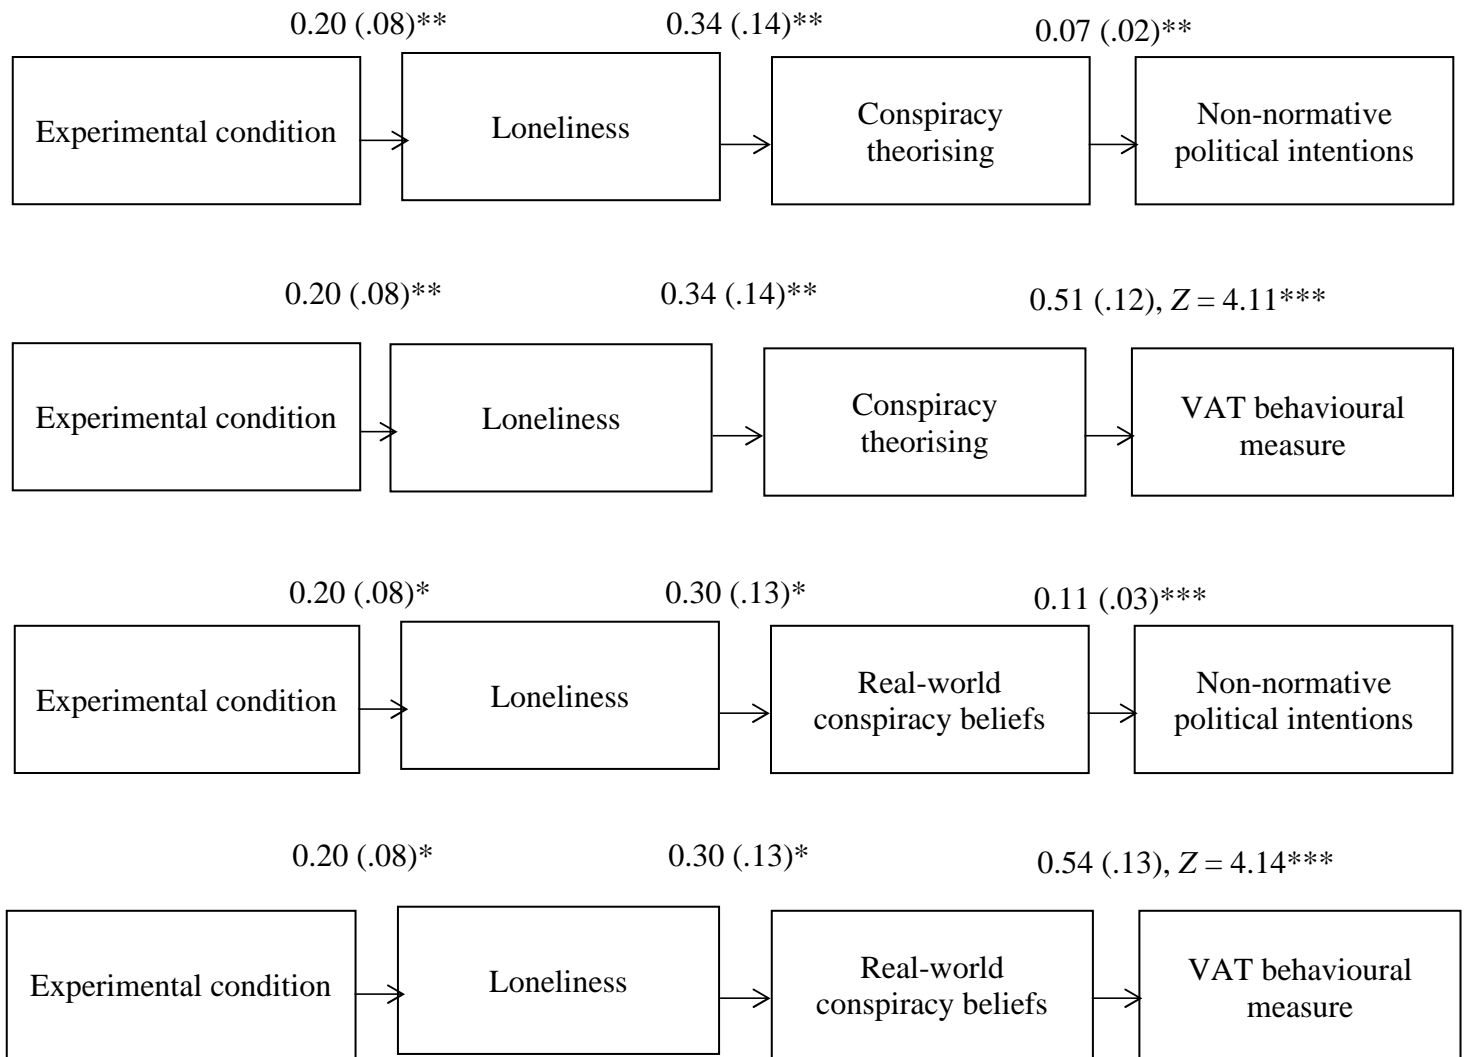 0.20 (.08)** 0.34 (.14)** 0.07 (.02)**
Experimental condition
Loneliness
Conspiracy
theorising
Non-normative
political intentions
0.20 (.08)** 0.34 (.14)** 0.51 (.12), Z = 4.11***
Experimental condition
Loneliness
Conspiracy
theorising
VAT behavioural
measure
0.20 (.08)* 0.30 (.13)* 0.11 (.03)***
Experimental condition
Loneliness
Real-world
conspiracy beliefs
Non-normative
political intentions
0.20 (.08)* 0.30 (.13)* 0.54 (.13), Z = 4.14***
Experimental condition
Loneliness
Real-world
conspiracy beliefs
VAT behavioural
measure